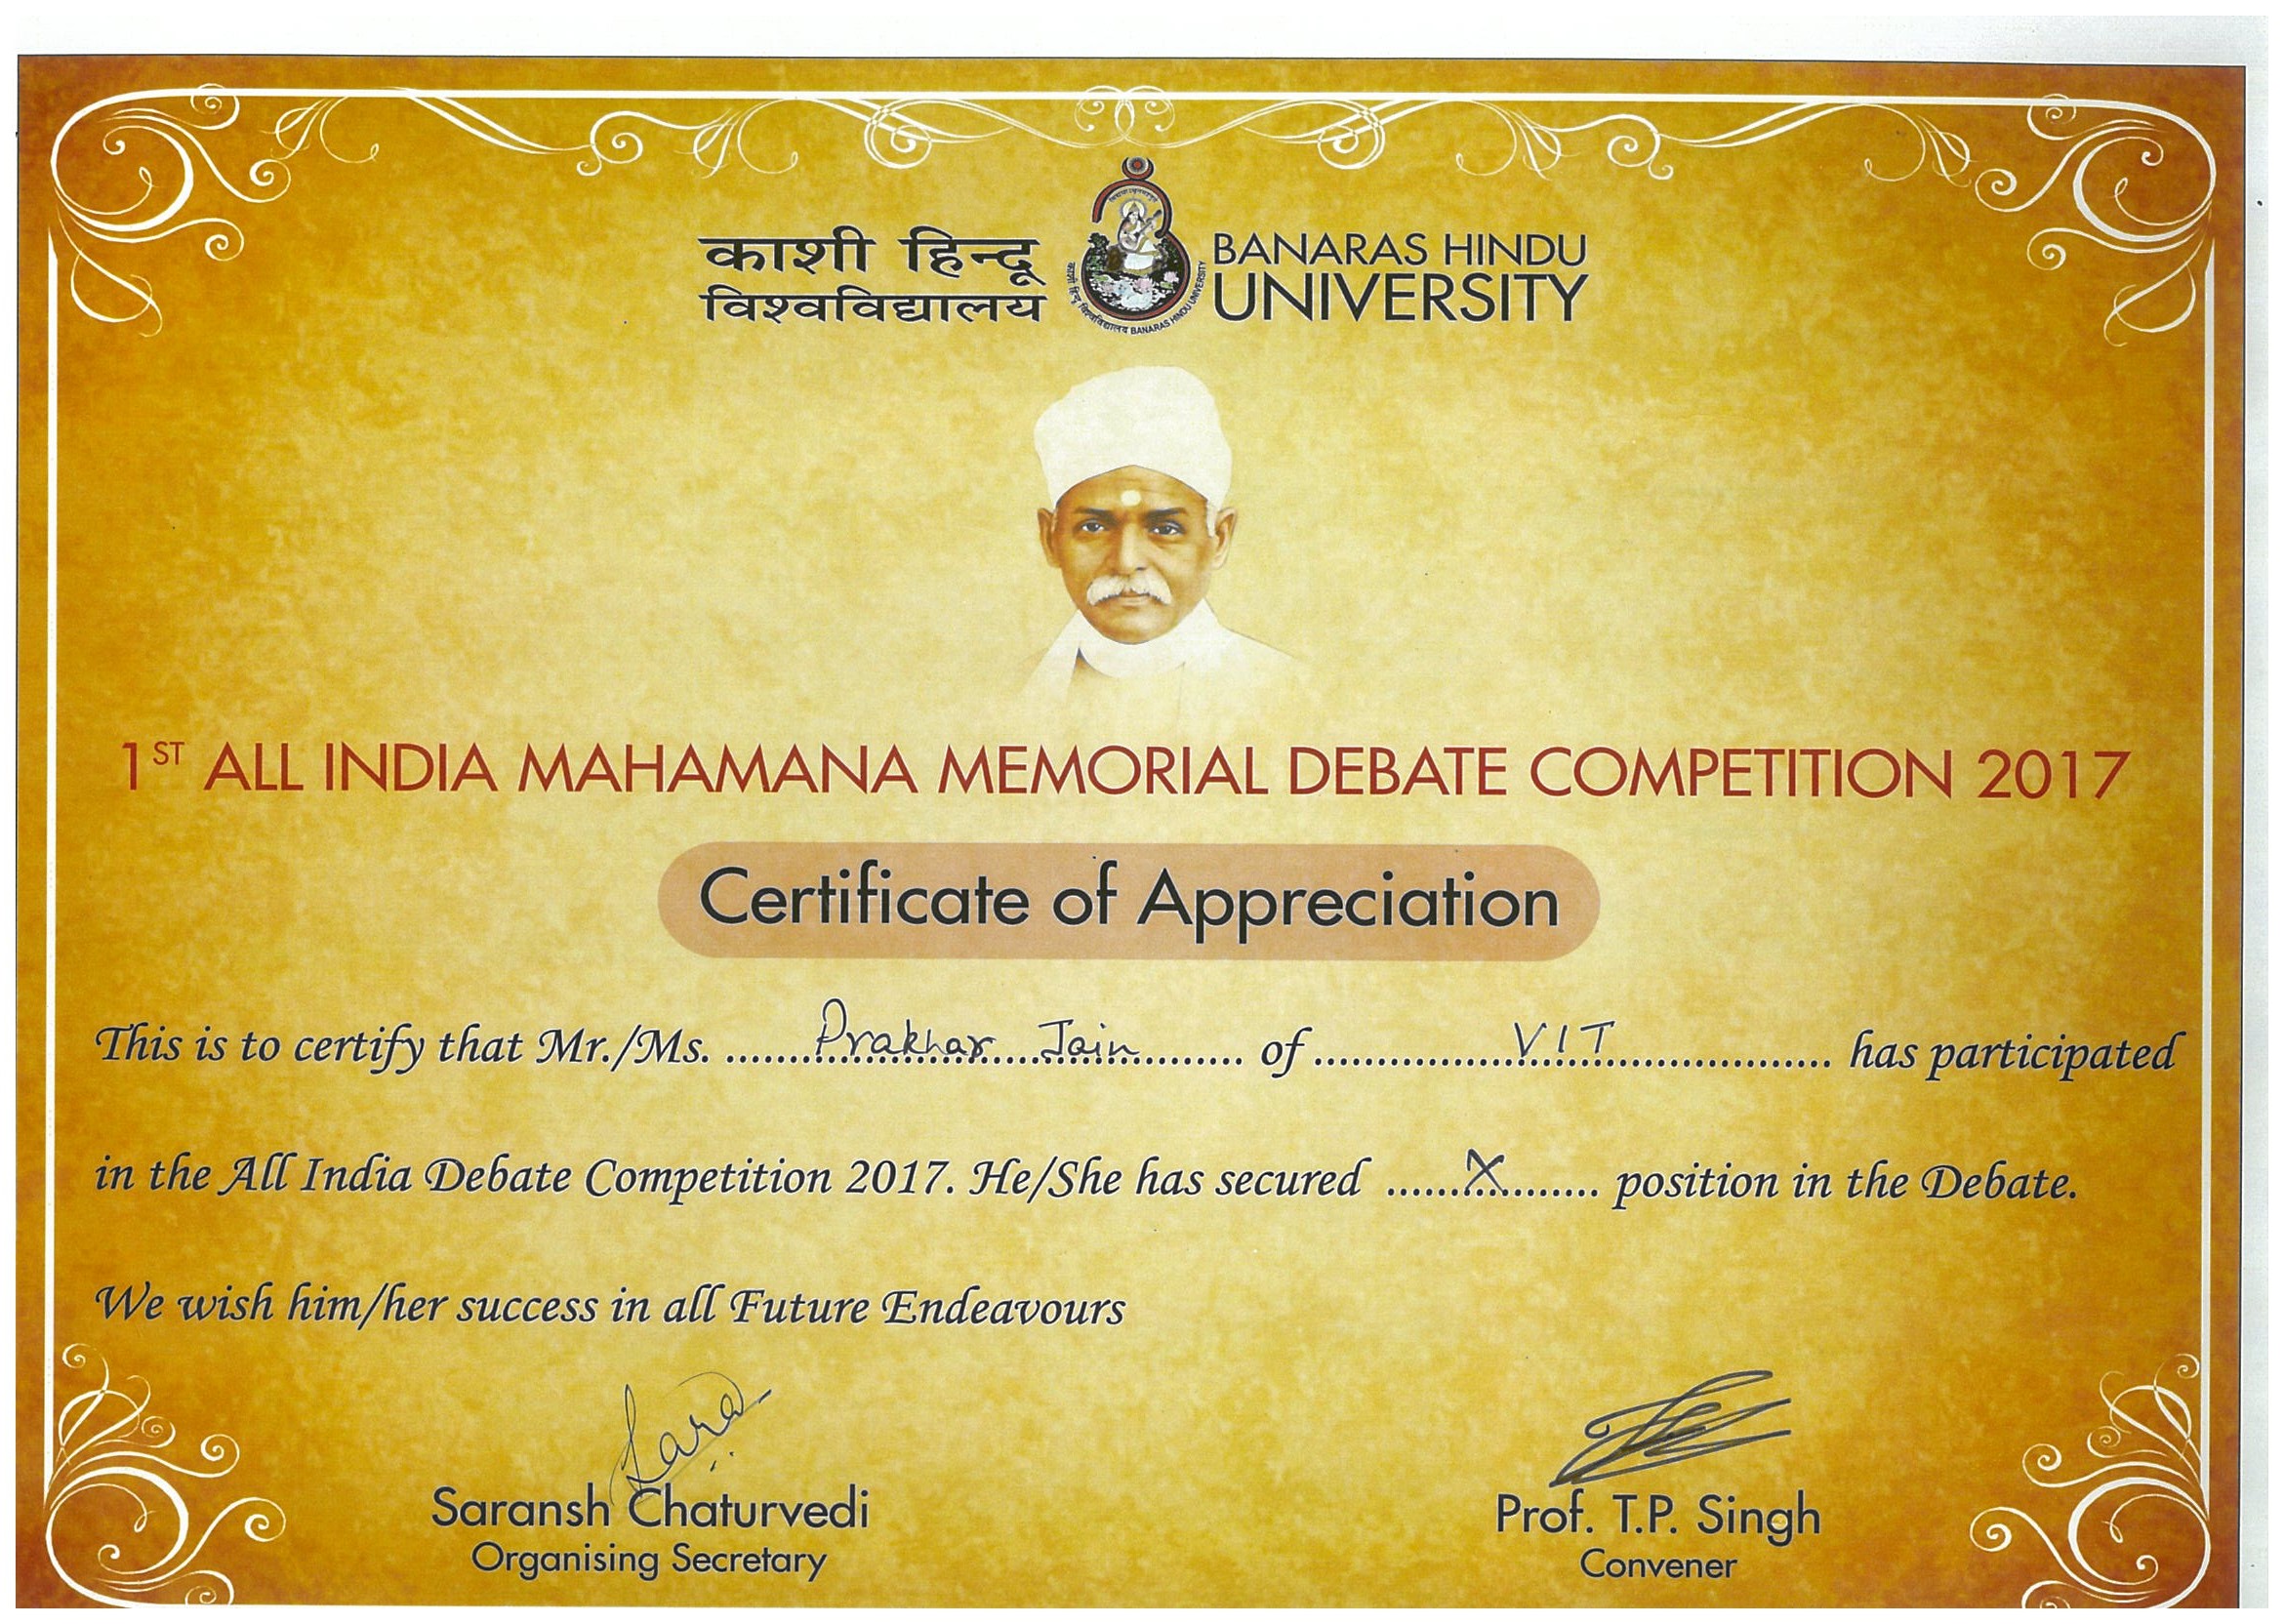 काशी हिन्दू
विश्वविद्यालय
BANARAS HINDU
UNIVERSITY
काशी हिन्दू विश्वविद्यालय BANARAS HINDU UNIVERSITY
1ST ALL INDIA MAHAMANA MEMORIAL DEBATE COMPETITION 2017
Certificate of Appreciation
This is to certify that Mr./Ms. Prakhar Jain of VIT has participated
in the All India Debate Competition 2017. He/She has secured X position in the Debate.
We wish him/her success in all Future Endeavours
Saransh Chaturvedi
Organising Secretary
Prof. T.P. Singh
Convener